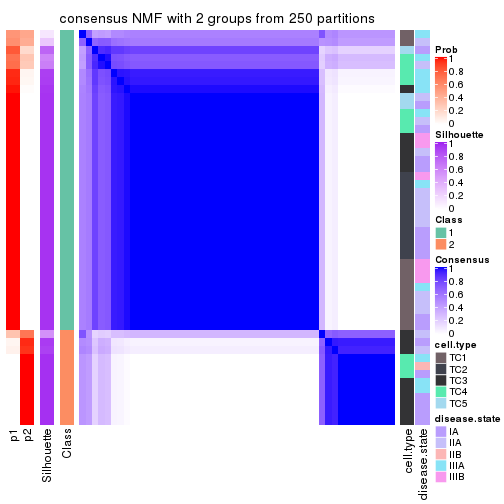 consensus NMF with 2 groups from 250 partitions
Prob
1
0.8
0.6
0.4
0.2
0
Silhouette
1
0.8
0.6
0.4
0.2
0
Class
1
2
Consensus
1
0.8
0.6
0.4
0.2
0
cell.type
TC1
TC2
TC3
TC4
TC5
disease.state
IA
IIA
IIB
IIIA
IIIB
p1
p2
Silhouette
Class
cell.type
disease.state